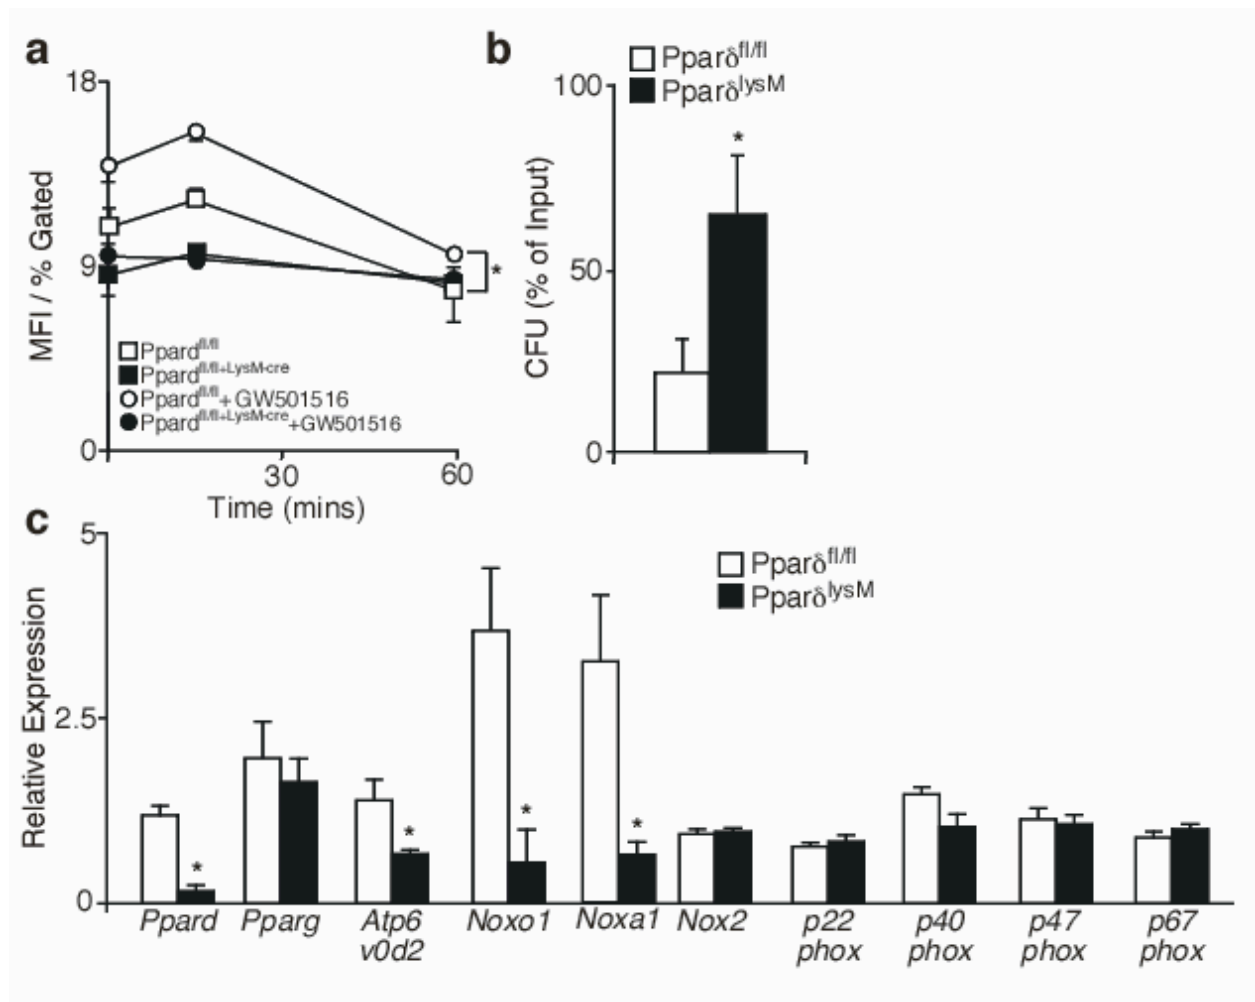 a
18
9
0
MFI / % Gated
Ppard^fl/fl
Ppard^fl/fl+LysM-cre
Ppard^fl/fl+GW501516
Ppard^fl/fl+LysM-cre+GW501516
*
30
60
Time (mins)
b
Pparδ^fl/fl
Pparδ^lysM
100
50
0
CFU (% of Input)
*
c
5
2.5
0
Relative Expression
Pparδ^fl/fl
Pparδ^lysM
* * * *
Ppard Pparg Atp6 Noxo1 Noxa1 Nox2 p22 p40 p47 p67
v0d2 phox phox phox phox